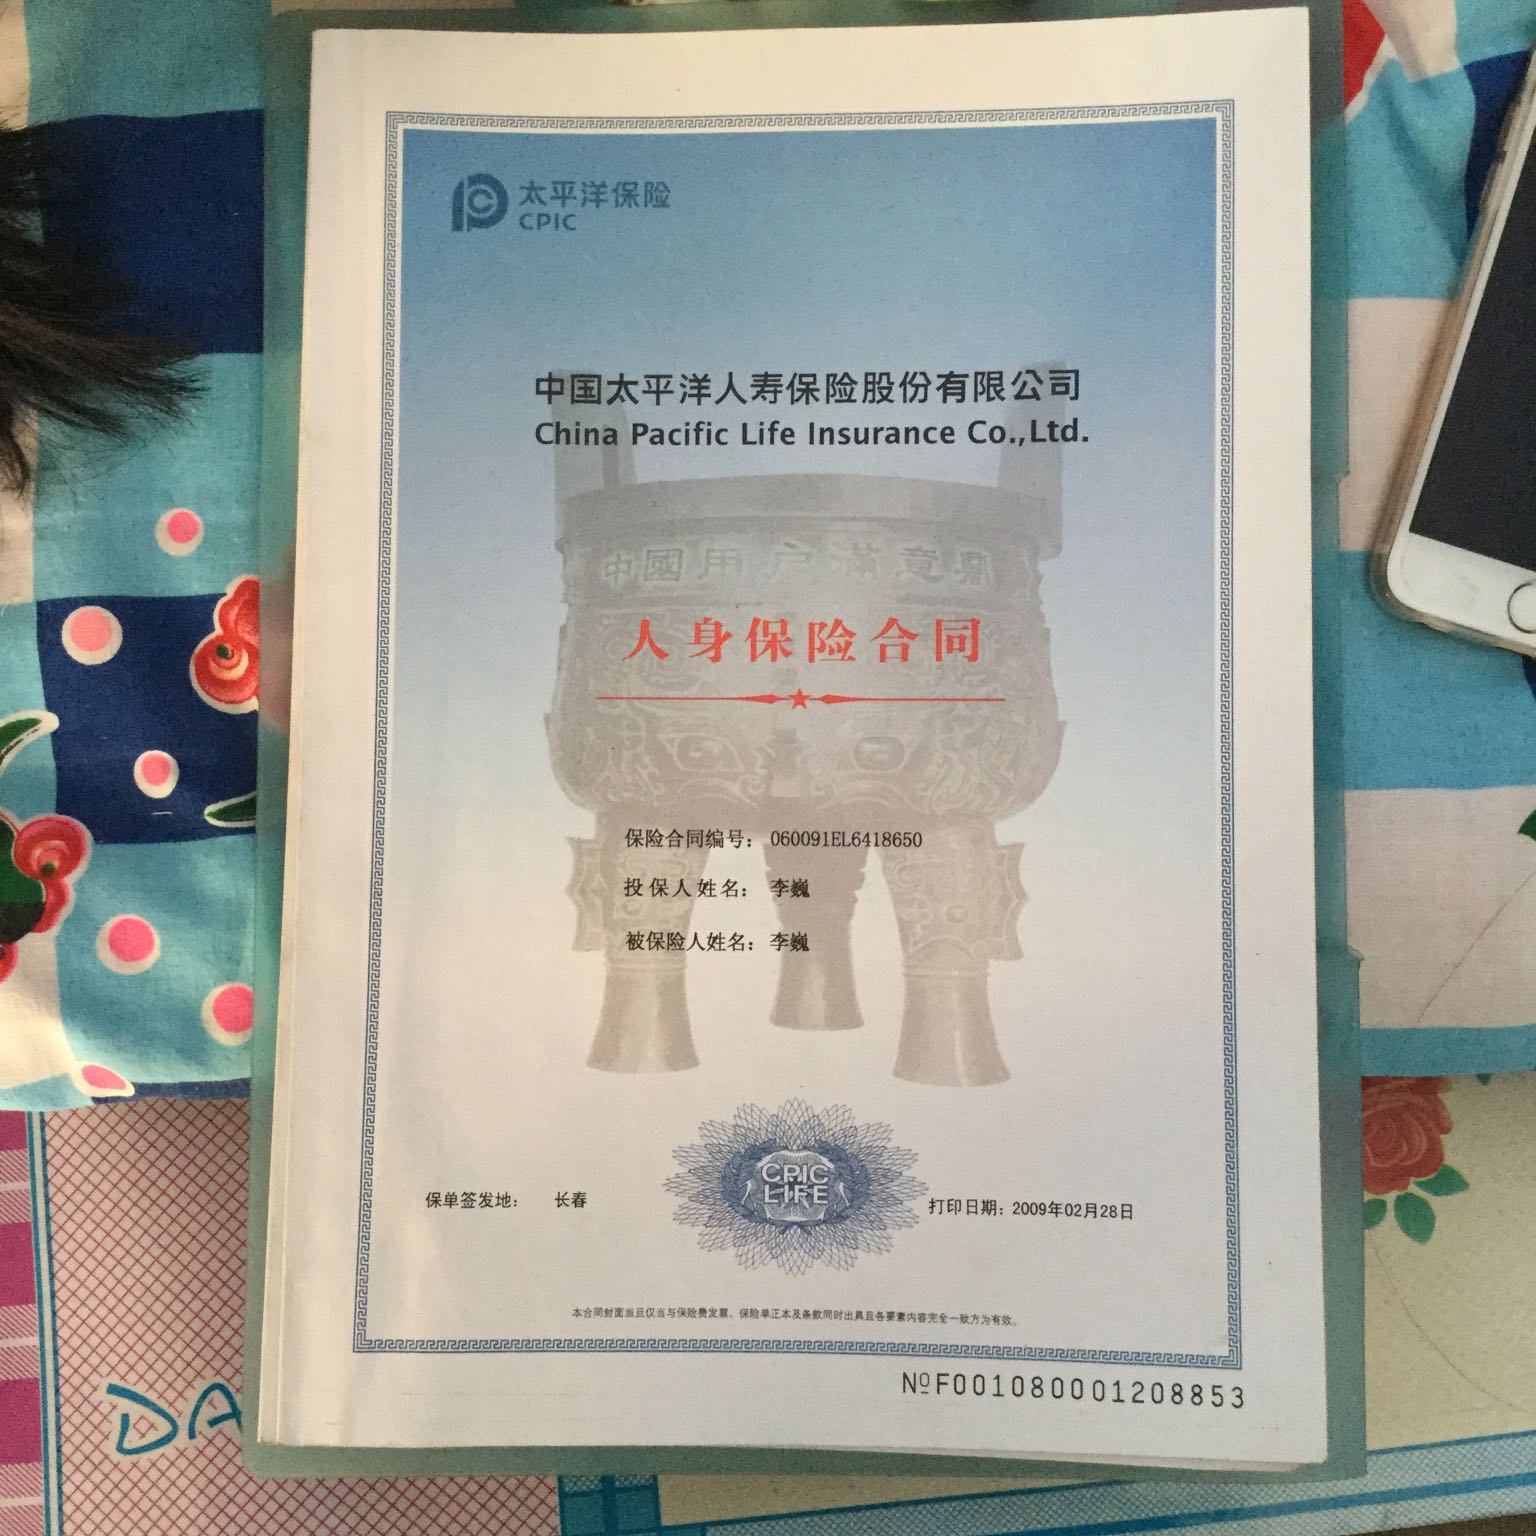 太平洋保险
CPIC
中国太平洋人寿保险股份有限公司
China Pacific Life Insurance Co.,Ltd.
中國用户滿意鼎
人身保险合同
保险合同编号： 060091EL6418650
投保人姓名： 李巍
被保险人姓名： 李巍
CPIC
LIFE
保单签发地： 长春
打印日期：2009年02月28日
本合同封面当且仅当与保险费发票、保险单正本及条款同时出具且各要素内容完全一致方为有效。
NºF0010800001208853
DA